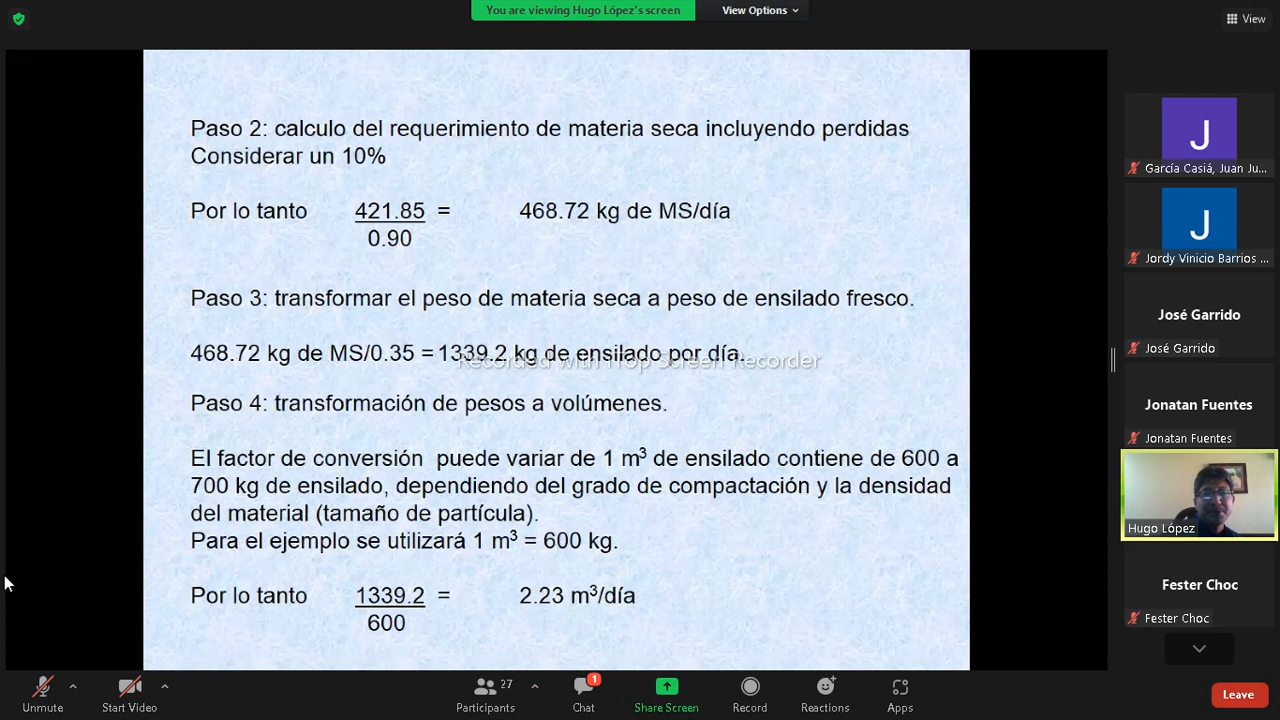 You are viewing Hugo López's screen
View Options
View
Paso 2: calculo del requerimiento de materia seca incluyendo perdidas
Considerar un 10%
Por lo tanto 421.85 = 468.72 kg de MS/día
0.90
Paso 3: transformar el peso de materia seca a peso de ensilado fresco.
468.72 kg de MS/0.35 = 1339.2 kg de ensilado por día.
Recorded with iTop Screen Recorder
Paso 4: transformación de pesos a volúmenes.
El factor de conversión puede variar de 1 m³ de ensilado contiene de 600 a
700 kg de ensilado, dependiendo del grado de compactación y la densidad
del material (tamaño de partícula).
Para el ejemplo se utilizará 1 m³ = 600 kg.
Por lo tanto 1339.2 = 2.23 m³/día
600
J
García Casiá, Juan Ju...
J
Jordy Vinicio Barrios ...
José Garrido
José Garrido
Jonatan Fuentes
Jonatan Fuentes
Hugo López
Fester Choc
Fester Choc
Unmute
Start Video
27
Participants
1
Chat
Share Screen
Record
Reactions
Apps
Leave